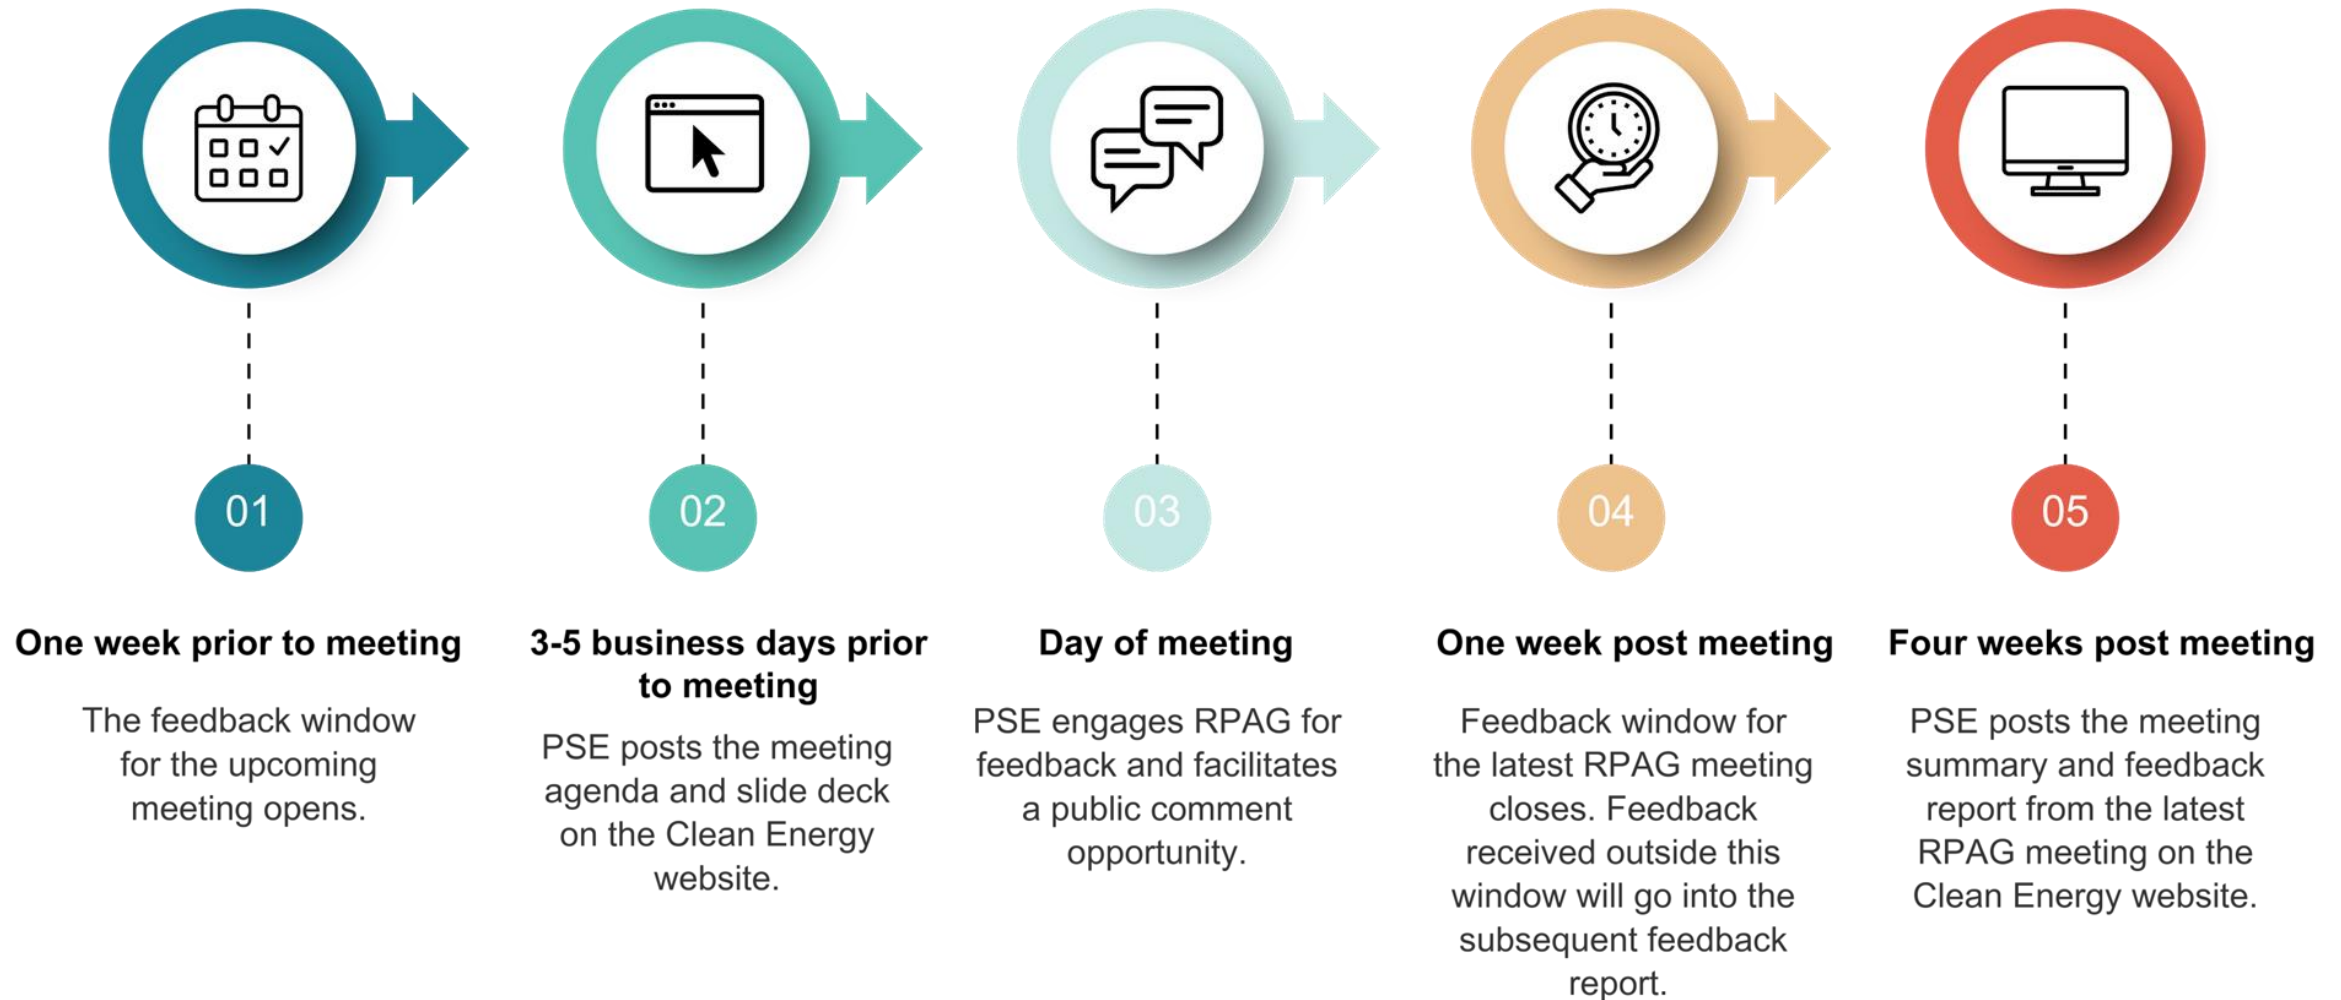 01
02
03
04
05
One week prior to meeting
The feedback window
for the upcoming
meeting opens.
3-5 business days prior
to meeting
PSE posts the meeting
agenda and slide deck
on the Clean Energy
website.
Day of meeting
PSE engages RPAG for
feedback and facilitates
a public comment
opportunity.
One week post meeting
Feedback window for
the latest RPAG meeting
closes. Feedback
received outside this
window will go into the
subsequent feedback
report.
Four weeks post meeting
PSE posts the meeting
summary and feedback
report from the latest
RPAG meeting on the
Clean Energy website.